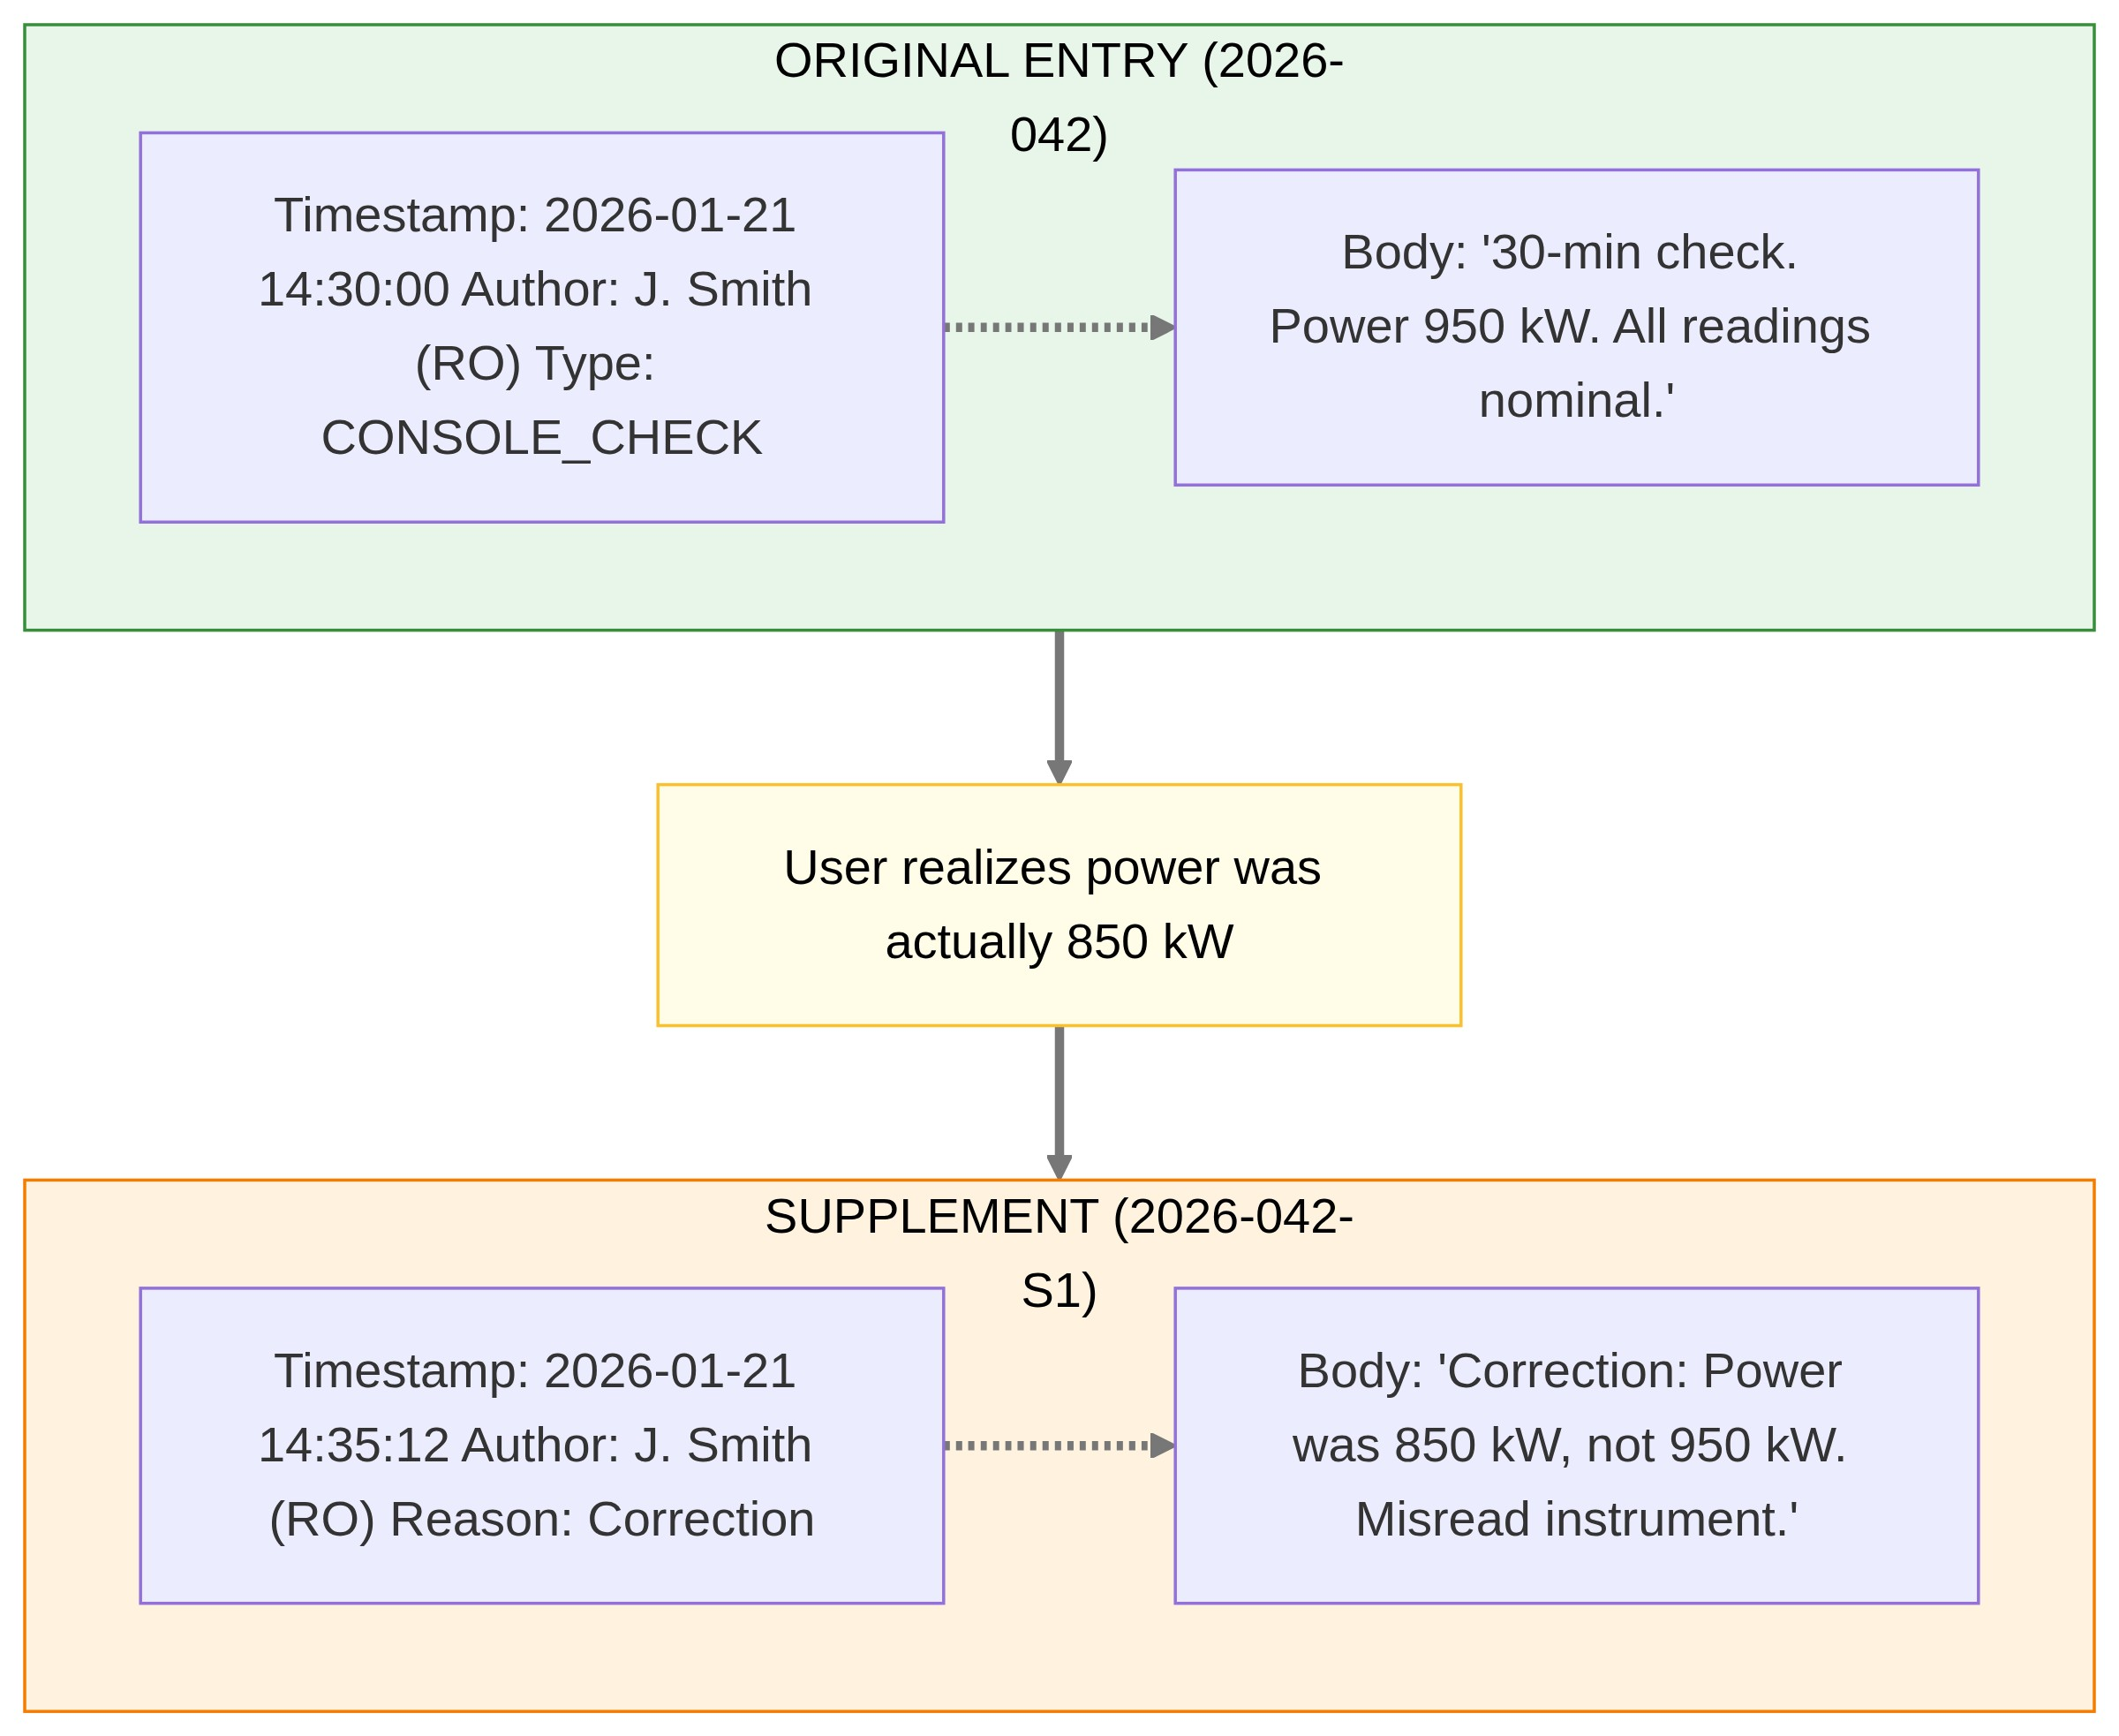 ORIGINAL ENTRY (2026-
042)
Timestamp: 2026-01-21
14:30:00 Author: J. Smith
(RO) Type:
CONSOLE_CHECK
Body: '30-min check.
Power 950 kW. All readings
nominal.'
User realizes power was
actually 850 kW
SUPPLEMENT (2026-042-
S1)
Timestamp: 2026-01-21
14:35:12 Author: J. Smith
(RO) Reason: Correction
Body: 'Correction: Power
was 850 kW, not 950 kW.
Misread instrument.'